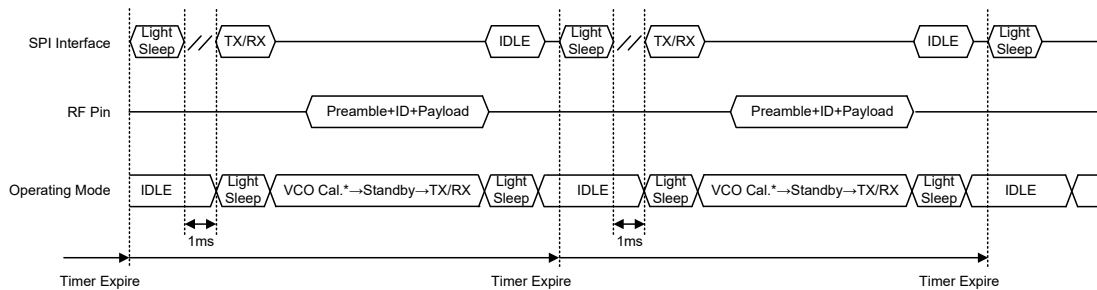 SPI Interface
Light
Sleep
TX/RX
IDLE
Light
Sleep
TX/RX
IDLE
Light
Sleep
RF Pin
Preamble+ID+Payload
Preamble+ID+Payload
Operating Mode
IDLE
Light
Sleep
VCO Cal.*→Standby→TX/RX
Light
Sleep
IDLE
Light
Sleep
VCO Cal.*→Standby→TX/RX
Light
Sleep
IDLE
1ms
1ms
Timer Expire
Timer Expire
Timer Expire